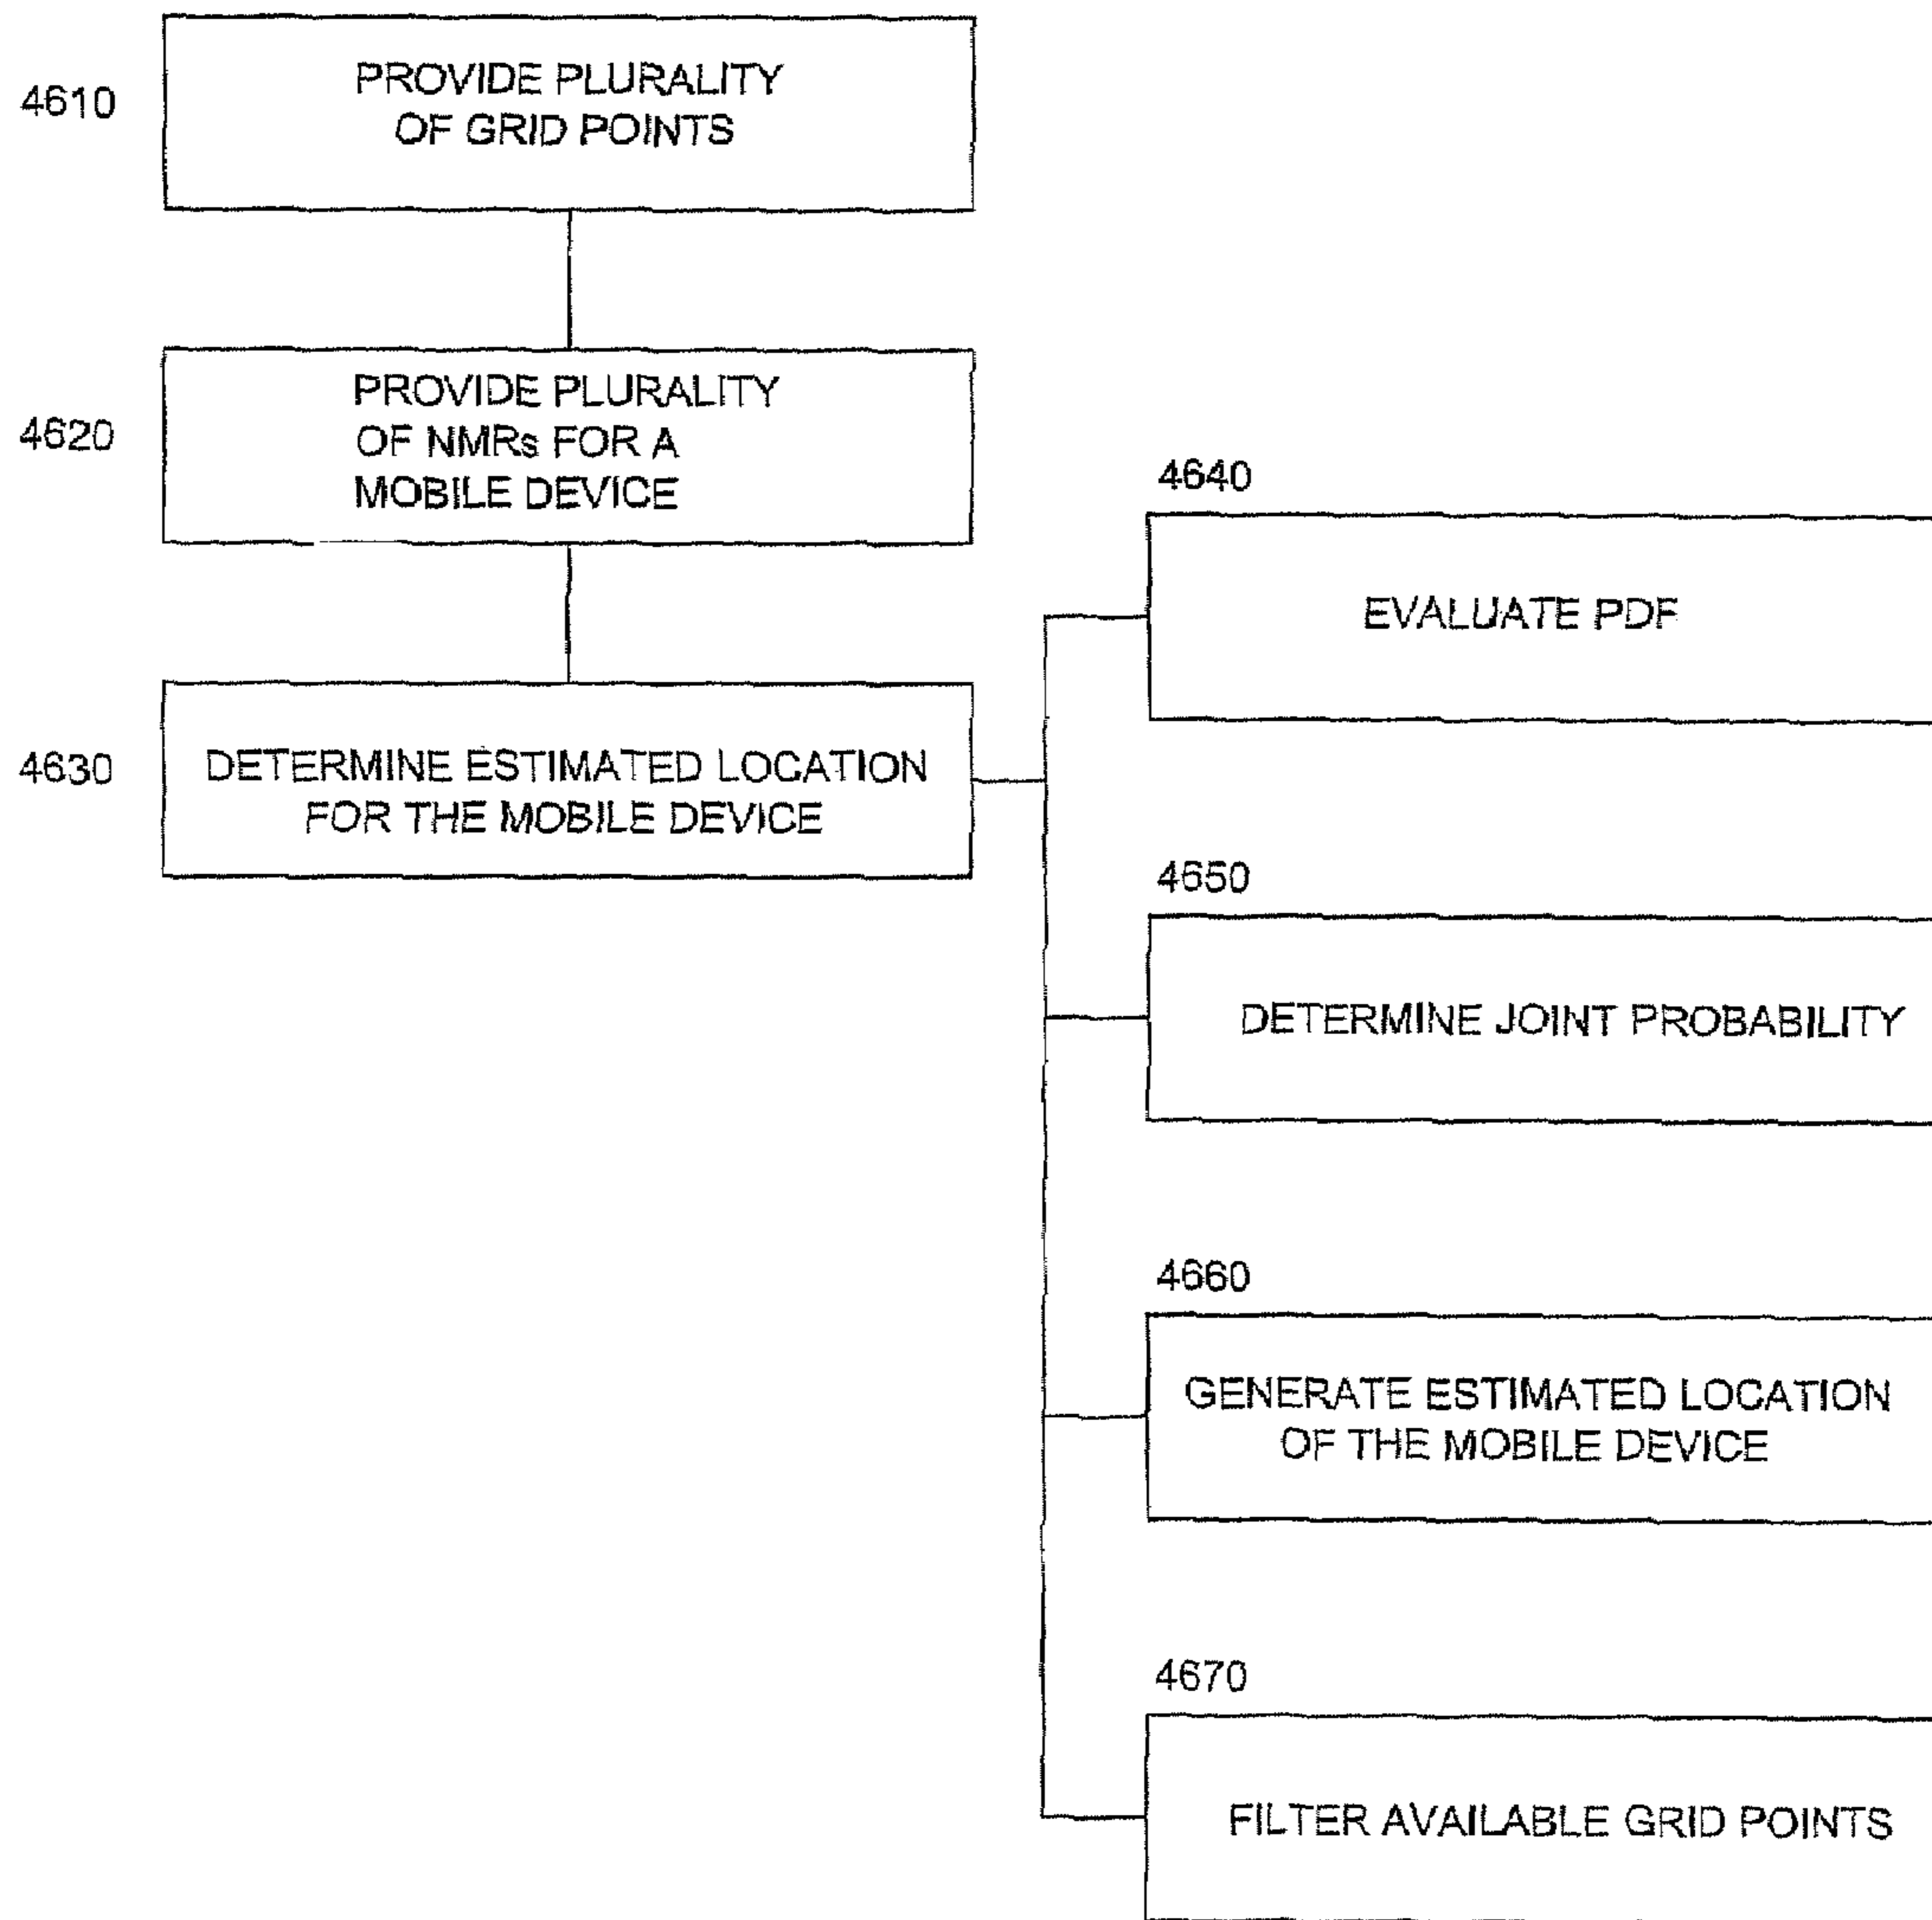 4610
PROVIDE PLURALITY
OF GRID POINTS
4620
PROVIDE PLURALITY
OF NMRs FOR A
MOBILE DEVICE
4630
DETERMINE ESTIMATED LOCATION
FOR THE MOBILE DEVICE
4640
EVALUATE PDF
4650
DETERMINE JOINT PROBABILITY
4660
GENERATE ESTIMATED LOCATION
OF THE MOBILE DEVICE
4670
FILTER AVAILABLE GRID POINTS